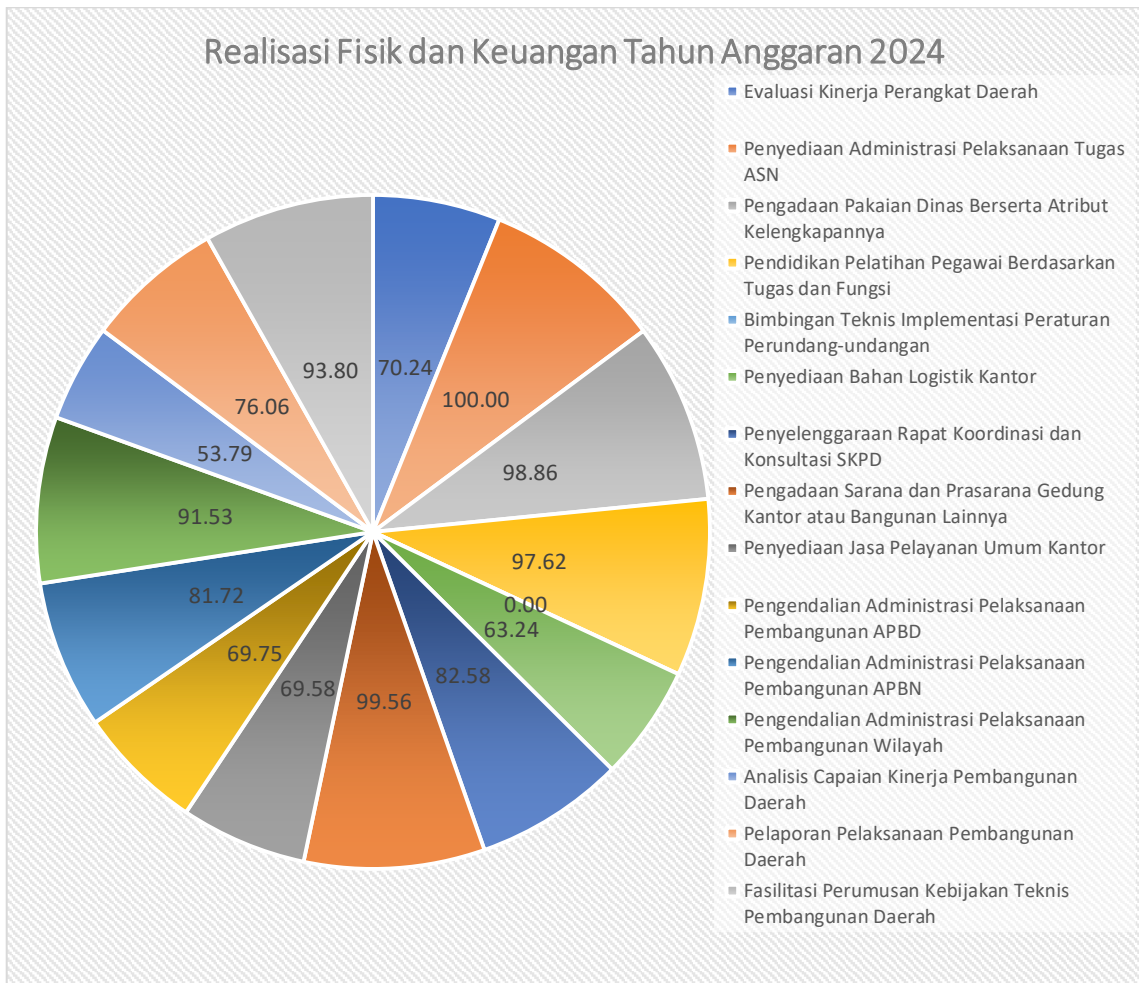 Realisasi Fisik dan Keuangan Tahun Anggaran 2024
Evaluasi Kinerja Perangkat Daerah
Penyediaan Administrasi Pelaksanaan Tugas
ASN
Pengadaan Pakaian Dinas Berserta Atribut
Kelengkapannya
Pendidikan Pelatihan Pegawai Berdasarkan
Tugas dan Fungsi
Bimbingan Teknis Implementasi Peraturan
Perundang-undangan
Penyediaan Bahan Logistik Kantor
Penyelenggaraan Rapat Koordinasi dan
Konsultasi SKPD
Pengadaan Sarana dan Prasarana Gedung
Kantor atau Bangunan Lainnya
Penyediaan Jasa Pelayanan Umum Kantor
Pengendalian Administrasi Pelaksanaan
Pembangunan APBD
Pengendalian Administrasi Pelaksanaan
Pembangunan APBN
Pengendalian Administrasi Pelaksanaan
Pembangunan Wilayah
Analisis Capaian Kinerja Pembangunan
Daerah
Pelaporan Pelaksanaan Pembangunan
Daerah
Fasilitasi Perumusan Kebijakan Teknis
Pembangunan Daerah
70.24
100.00
98.86
97.62
0.00
63.24
82.58
99.56
69.58
69.75
81.72
91.53
53.79
76.06
93.80